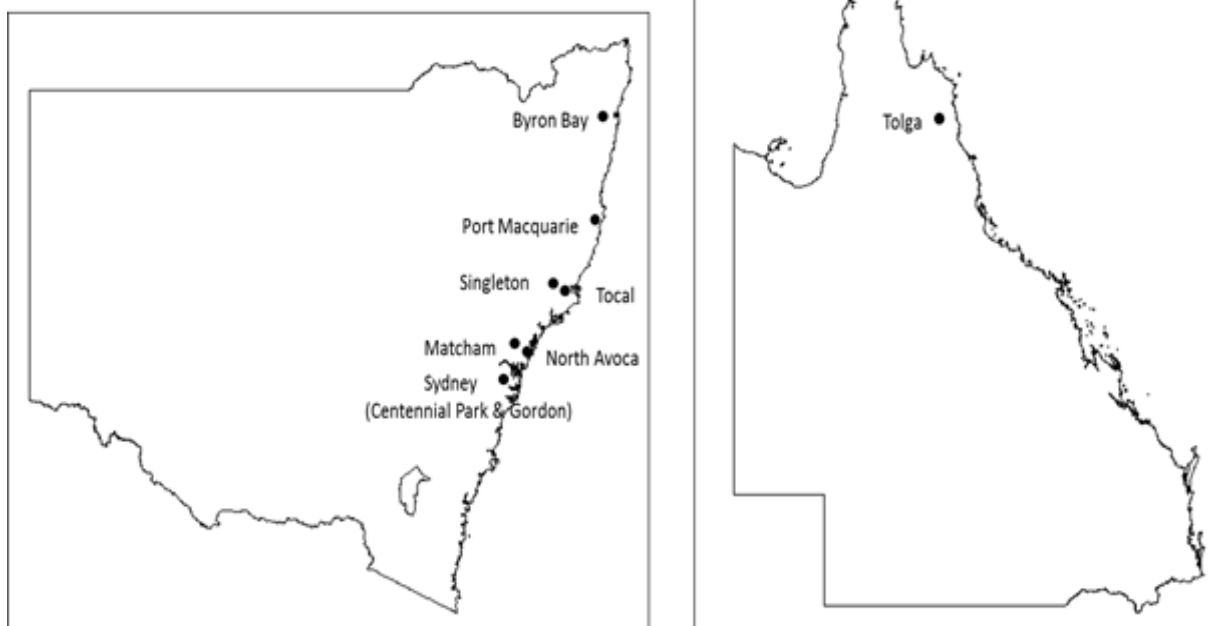 Byron Bay
Port Macquarie
Singleton
Tocal
Matcham
North Avoca
Sydney
(Centennial Park & Gordon)
Tolga